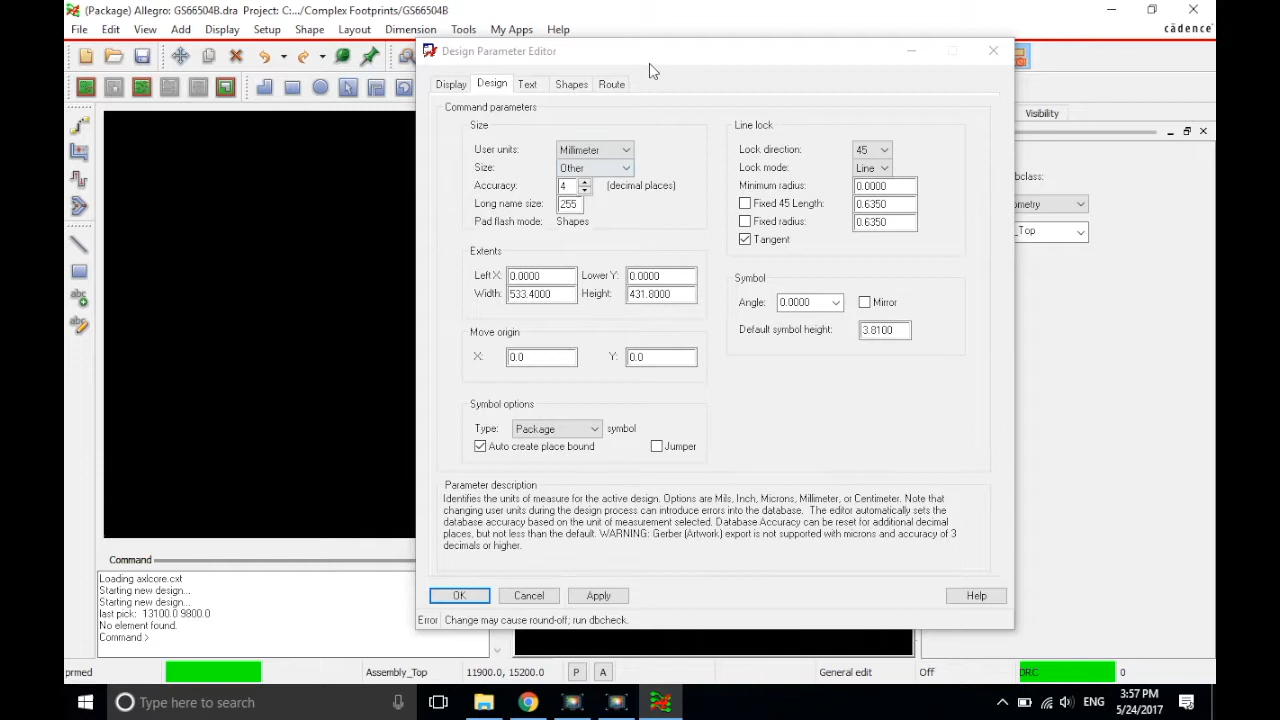 (Package) Allegro: GS66504B.dra Project: C:.../Complex Footprints/GS66504B
File Edit View Add Display Setup Shape Layout Dimension Tools My Apps Help
cādence
Design Parameter Editor
Display Design Text Shapes Route
Visibility
Command parameters
Size
User units: Millimeter
Size: Other
Accuracy: 4 (decimal places)
Long name size: 255
Pad flash mode: Shapes
Line lock
Lock direction: 45
Lock mode: Line
Minimum radius: 0.0000
Fixed 45 Length: 0.6350
Fixed radius: 0.6350
Tangent
bclass:
ometry
_Top
Extents
Left X: 0.0000 Lower Y: 0.0000
Width: 533.4000 Height: 431.8000
Symbol
Angle: 0.0000 Mirror
Default symbol height: 3.8100
Move origin
X: 0.0 Y: 0.0
Symbol options
Type: Package symbol
Auto create place bound Jumper
Parameter description
Identifies the units of measure for the active design. Options are Mils, Inch, Microns, Millimeter, or Centimeter. Note that
changing user units during the design process can introduce errors into the database. The editor automatically sets the
database accuracy based on the unit of measurement selected. Database Accuracy can be reset for additional decimal
places, but not less than the default. WARNING: Gerber (Artwork) export is not supported with microns and accuracy of 3
decimals or higher.
OK Cancel Apply Help
Error Change may cause round-off; run dbcheck.
Command
Loading axlcore.cxt
Starting new design...
Starting new design...
last pick: 13100.0 9800.0
No element found.
Command >
prmed Assembly_Top 11900.0, 15200.0 P A General edit Off DRC 0
Type here to search
ENG
3:57 PM
5/24/2017
abc
abc